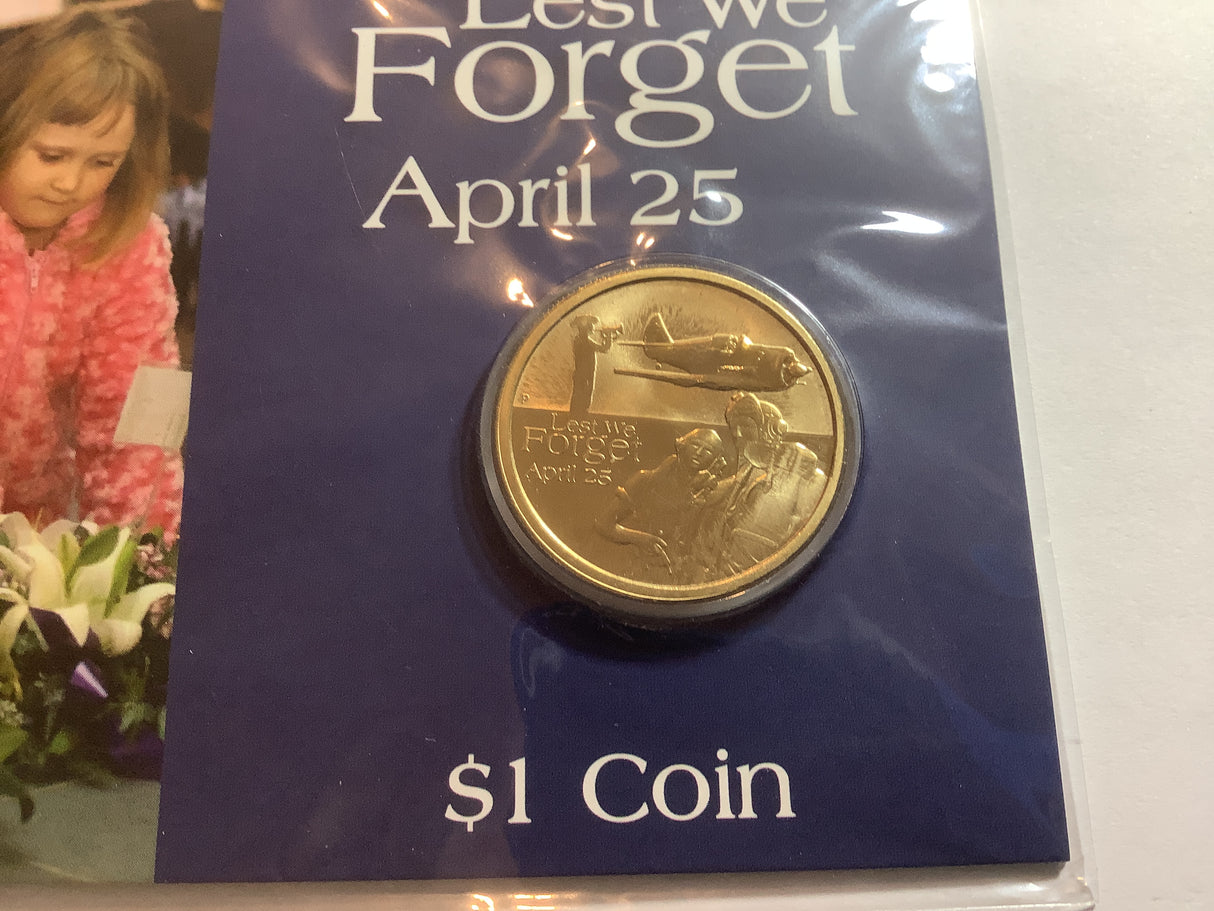 Lest We
Forget
April 25
P
Lest We
Forget
April 25
$1 Coin